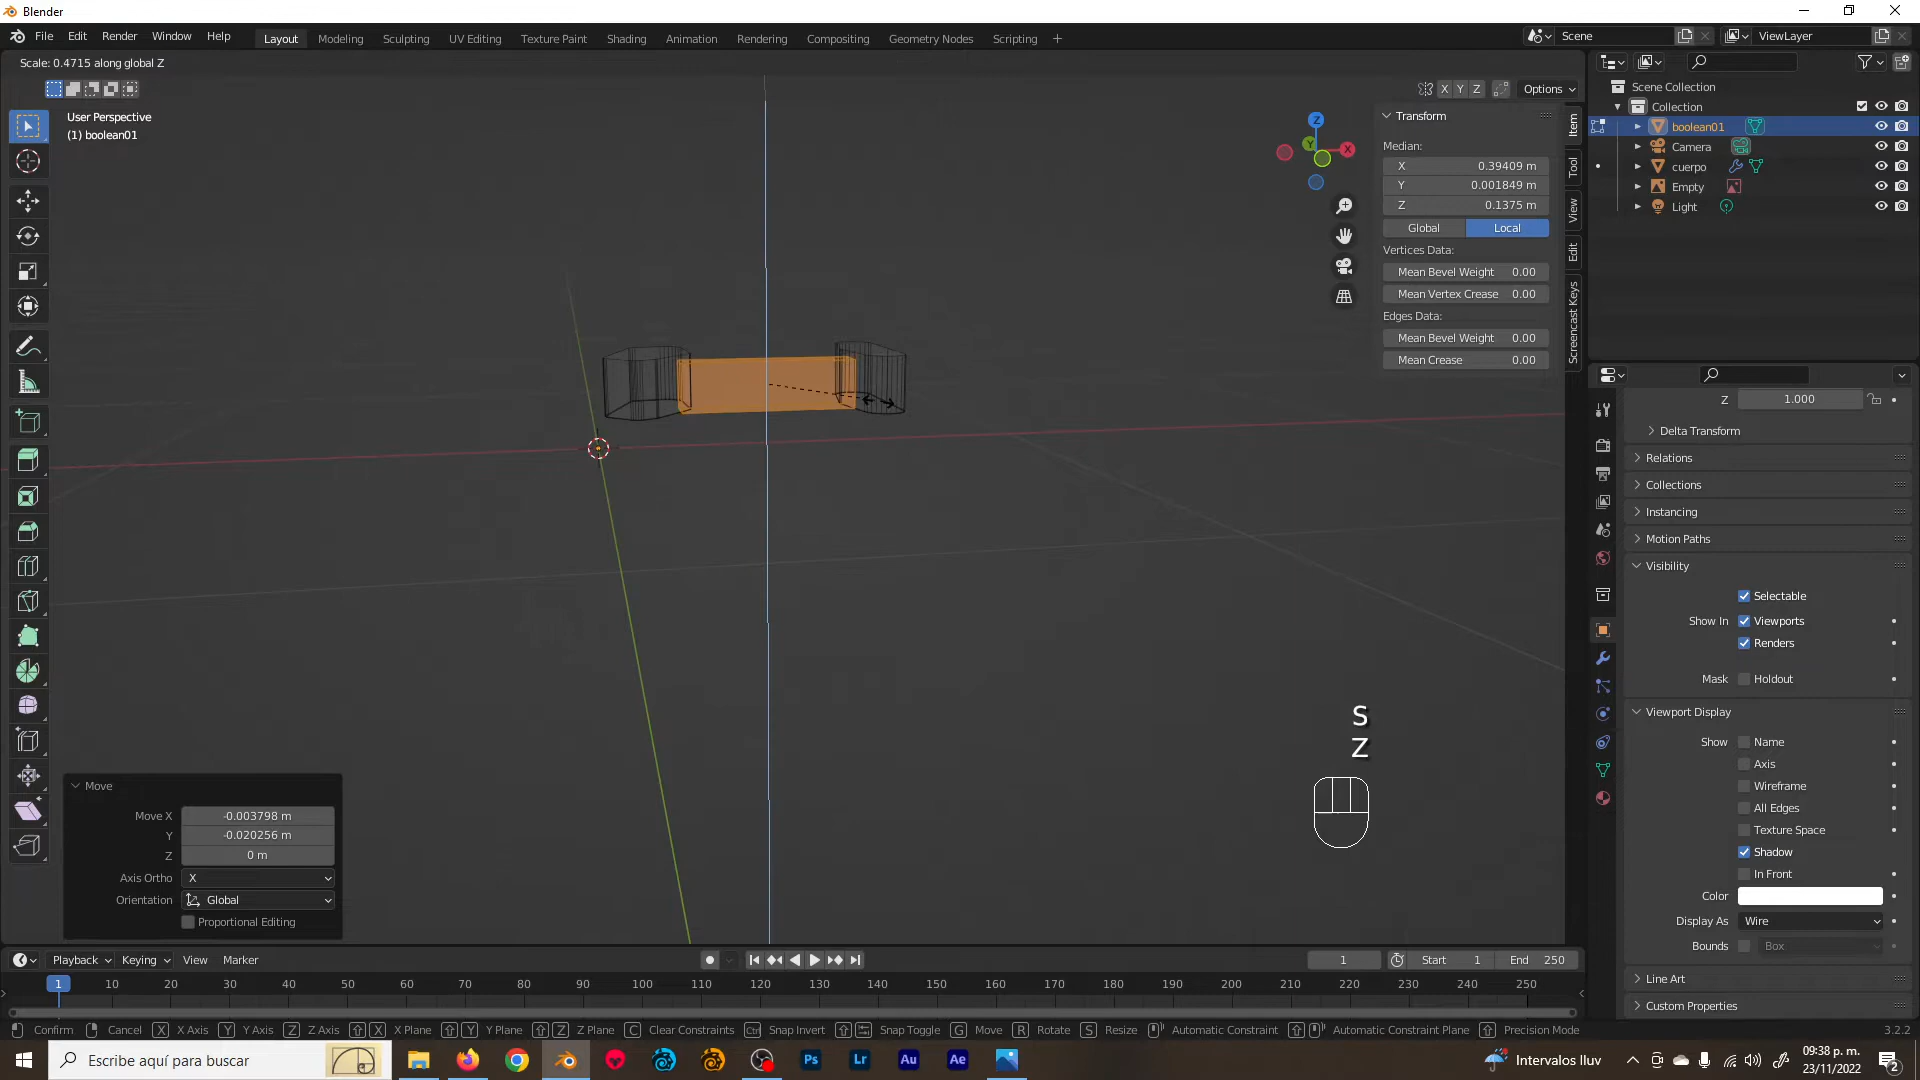 Blender
File Edit Render Window Help
Layout Modeling Sculpting UV Editing Texture Paint Shading Animation Rendering Compositing Geometry Nodes Scripting +
Scene
ViewLayer
Scale: 0.4715 along global Z
X Y Z
Options
User Perspective
(1) boolean01
Z
Y
X
Transform
Median:
X 0.39409 m
Y 0.001849 m
Z 0.1375 m
Global Local
Vertices Data:
Mean Bevel Weight 0.00
Mean Vertex Crease 0.00
Edges Data:
Mean Bevel Weight 0.00
Mean Crease 0.00
Item
Tool
View
Edit
Screencast Keys
Scene Collection
Collection
boolean01
Camera
cuerpo
Empty
Light
Z 1.000
Delta Transform
Relations
Collections
Instancing
Motion Paths
Visibility
Selectable
Show In Viewports
Renders
Mask Holdout
Viewport Display
Show Name
Axis
Wireframe
All Edges
Texture Space
Shadow
In Front
Color
Display As Wire
Bounds Box
Line Art
Custom Properties
S
Z
Move
Move X -0.003798 m
Y -0.020256 m
Z 0 m
Axis Ortho X
Orientation Global
Proportional Editing
Playback Keying View Marker
1 Start 1 End 250
1 10 20 30 40 50 60 70 80 90 100 110 120 130 140 150 160 170 180 190 200 210 220 230 240 250
Confirm Cancel X X Axis Y Y Axis Z Z Axis X X Plane Y Y Plane Z Z Plane C Clear Constraints Ctrl Snap Invert Snap Toggle G Move R Rotate S Resize Automatic Constraint Automatic Constraint Plane Precision Mode 3.2.2
Escribe aquí para buscar
Ps Lr Au Ae
Intervalos lluv
09:38 p. m.
23/11/2022
2